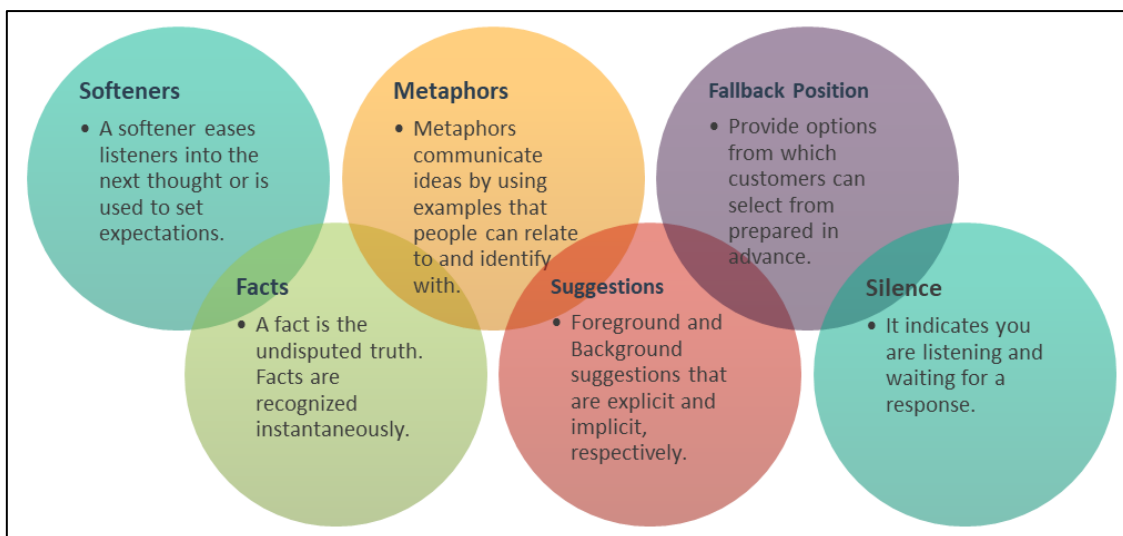 Softeners
• A softener eases
listeners into the
next thought or is
used to set
expectations.
Facts
• A fact is the
undisputed truth.
Facts are
recognized
instantaneously.
Metaphors
• Metaphors
communicate
ideas by using
examples that
people can relate
to and identify
with.
Suggestions
• Foreground and
Background
suggestions that
are explicit and
implicit,
respectively.
Fallback Position
• Provide options
from which
customers can
select from
prepared in
advance.
Silence
• It indicates you
are listening and
waiting for a
response.